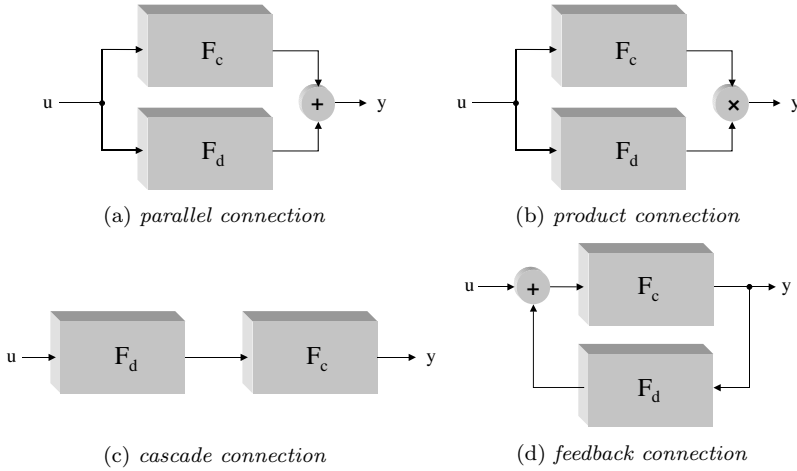 F_c
u
+
y
F_d
(a) parallel connection
F_c
u
×
y
F_d
(b) product connection
u
F_d
F_c
y
(c) cascade connection
u
+
F_c
y
F_d
(d) feedback connection